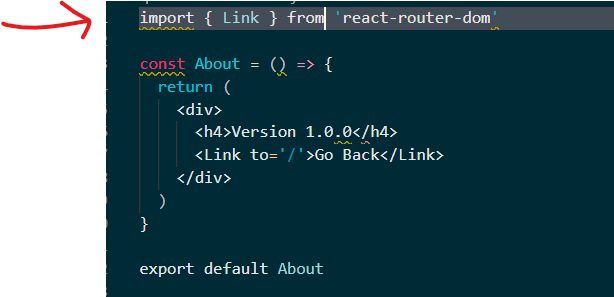 import { Link } from 'react-router-dom'
const About = () => {
return (
<div>
<h4>Version 1.0.0</h4>
<Link to='/'>Go Back</Link>
</div>
)
}
export default About